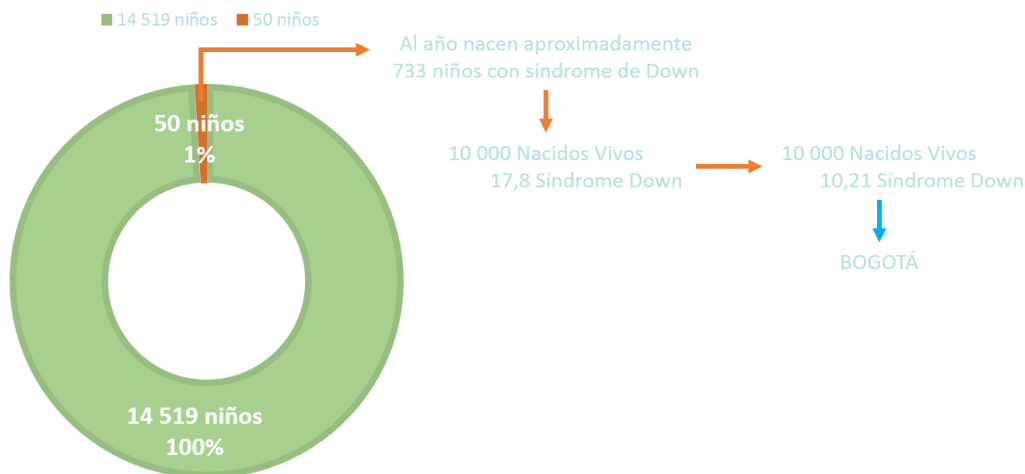 14 519 niños
50 niños
Al año nacen aproximadamente
733 niños con síndrome de Down
50 niños
1%
10 000 Nacidos Vivos
17,8 Síndrome Down
10 000 Nacidos Vivos
10,21 Síndrome Down
BOGOTÁ
14 519 niños
100%